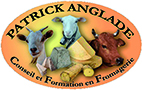 PATRICK ANGLADE
Conseil et Formation en Fromagerie